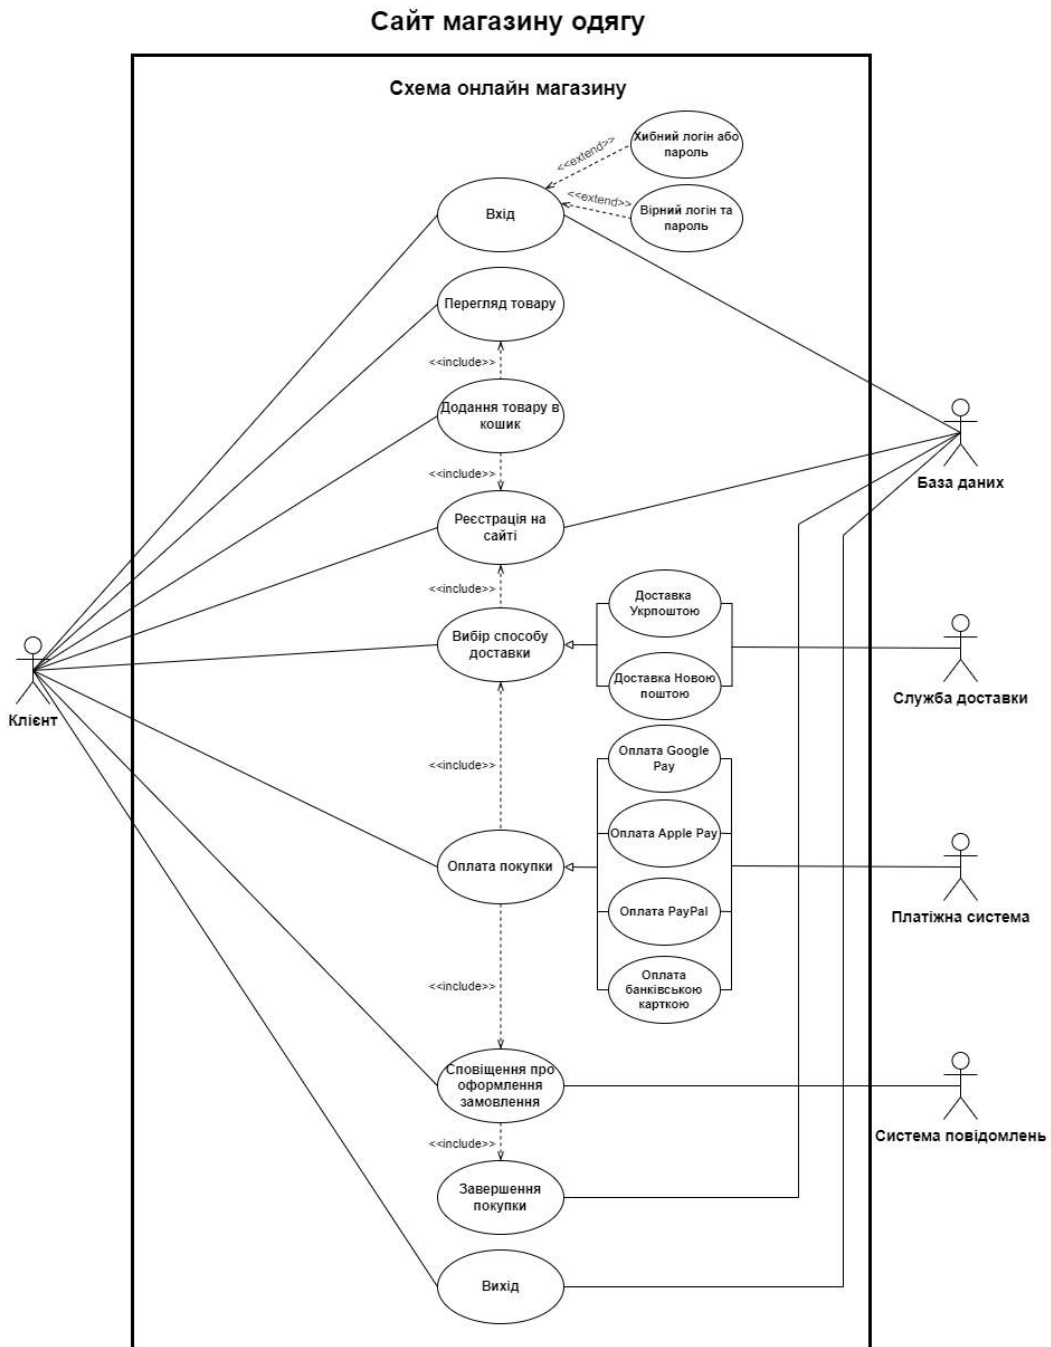 Сайт магазину одягу
Схема онлайн магазину
Хибний логін або
пароль
<<extend>>
<<extend>>
Вірний логін та
пароль
Вхід
Перегляд товару
<<include>>
Додання товару в
кошик
<<include>>
База даних
Реєстрація на
сайті
<<include>>
Доставка
Укрпоштою
Вибір способу
доставки
Доставка Новою
поштою
Служба доставки
Клієнт
Оплата Google
Pay
<<include>>
Оплата Apple Pay
Оплата покупки
Оплата PayPal
Платіжна система
Оплата
банківською
карткою
<<include>>
Сповіщення про
оформлення
замовлення
Система повідомлень
<<include>>
Завершення
покупки
Вихід